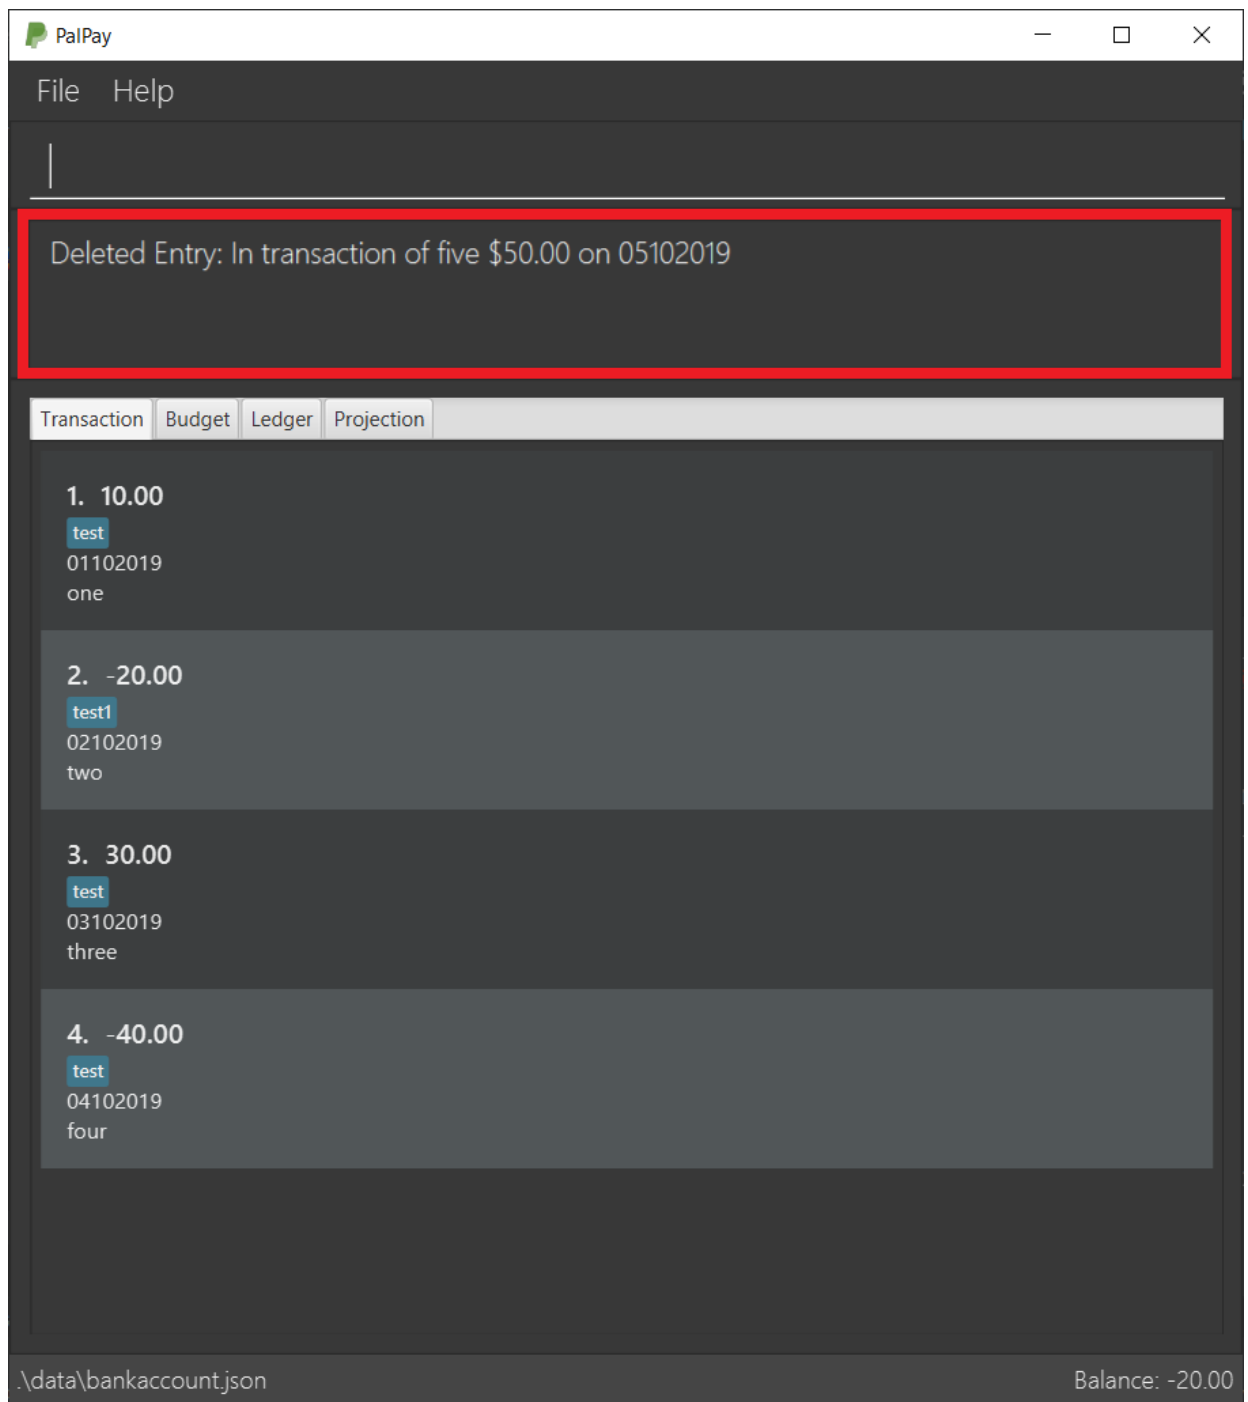 PalPay
File Help
Deleted Entry: In transaction of five $50.00 on 05102019
Transaction Budget Ledger Projection
1. 10.00
test
01102019
one
2. -20.00
test1
02102019
two
3. 30.00
test
03102019
three
4. -40.00
test
04102019
four
.\data\bankaccount.json Balance: -20.00